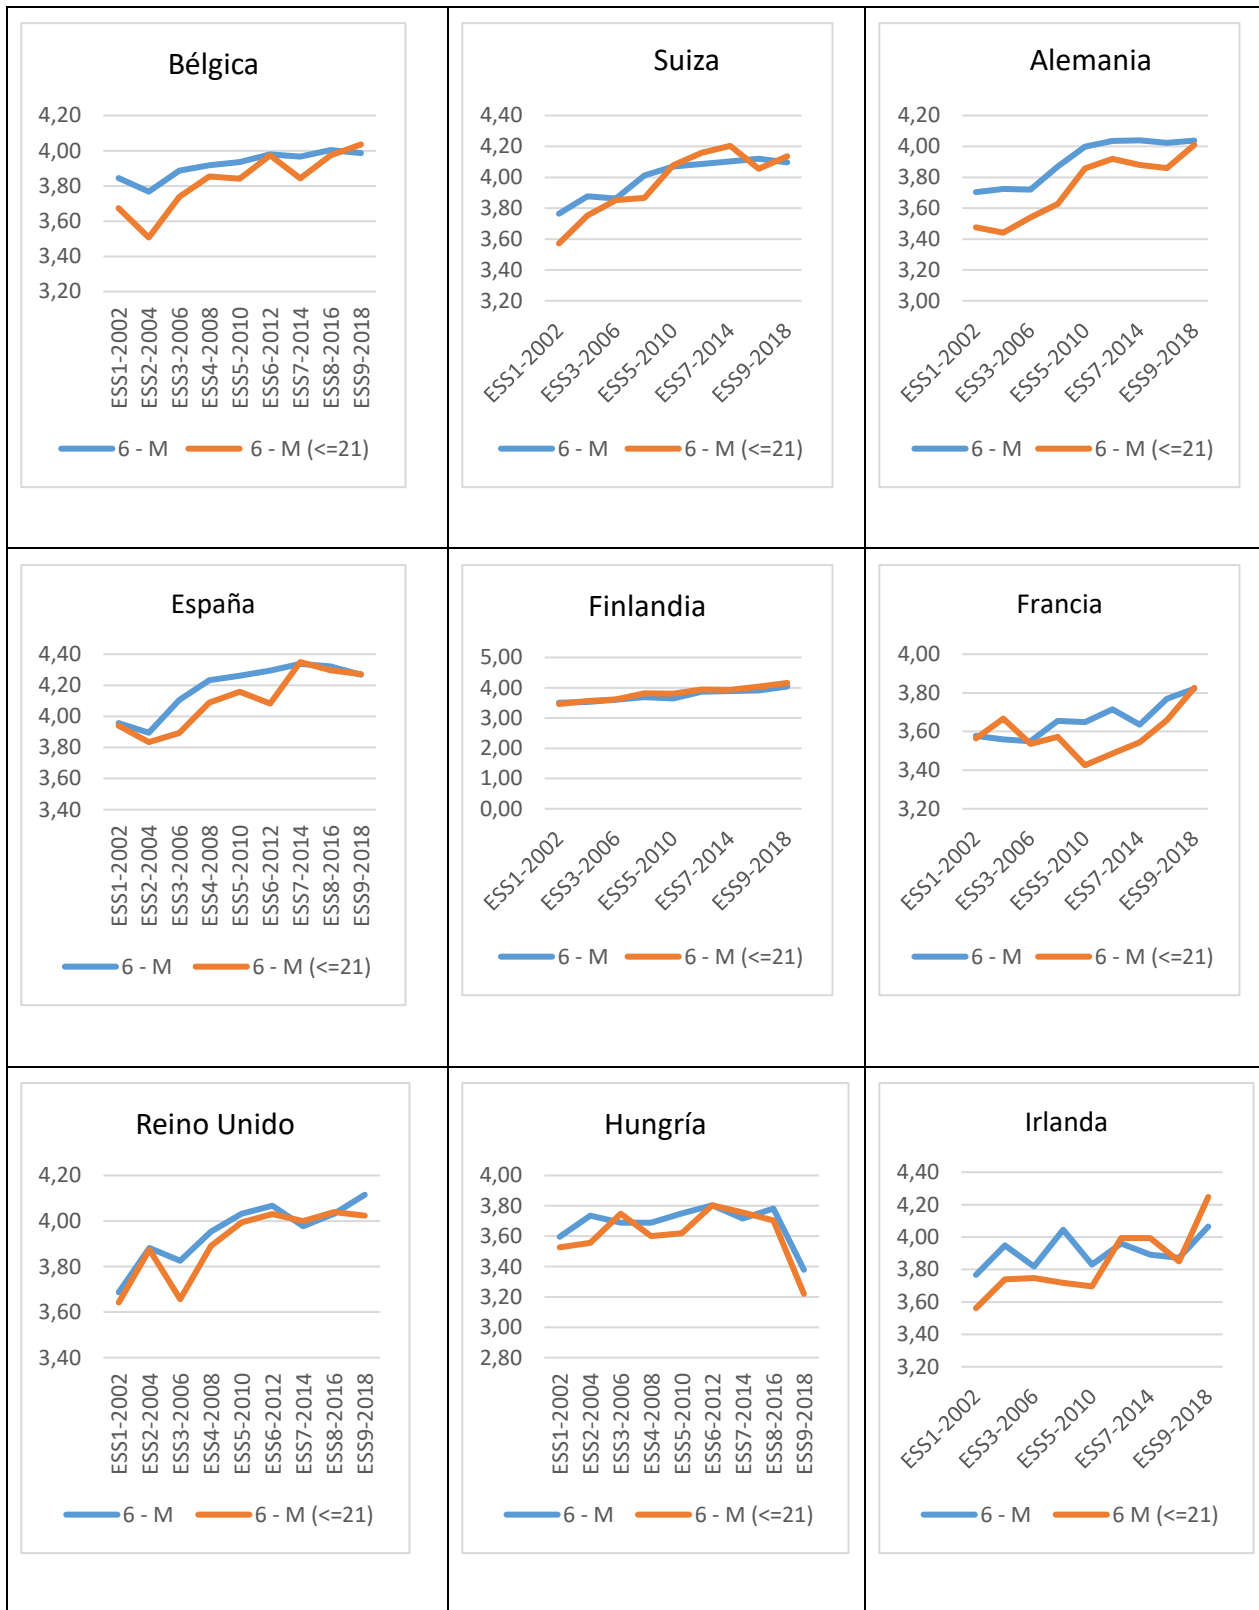 Bélgica
4,20
4,00
3,80
3,60
3,40
3,20
ESS1-2002
ESS2-2004
ESS3-2006
ESS4-2008
ESS5-2010
ESS6-2012
ESS7-2014
ESS8-2016
ESS9-2018
6 - M 6 - M (<=21)
Suiza
4,40
4,20
4,00
3,80
3,60
3,40
3,20
ESS1-2002
ESS3-2006
ESS5-2010
ESS7-2014
ESS9-2018
6 - M 6 - M (<=21)
Alemania
4,20
4,00
3,80
3,60
3,40
3,20
3,00
ESS1-2002
ESS3-2006
ESS5-2010
ESS7-2014
ESS9-2018
6 - M 6 - M (<=21)
España
4,40
4,20
4,00
3,80
3,60
3,40
ESS1-2002
ESS2-2004
ESS3-2006
ESS4-2008
ESS5-2010
ESS6-2012
ESS7-2014
ESS8-2016
ESS9-2018
6 - M 6 - M (<=21)
Finlandia
5,00
4,00
3,00
2,00
1,00
0,00
ESS1-2002
ESS3-2006
ESS5-2010
ESS7-2014
ESS9-2018
6 - M 6 - M (<=21)
Francia
4,00
3,80
3,60
3,40
3,20
ESS1-2002
ESS3-2006
ESS5-2010
ESS7-2014
ESS9-2018
6 - M 6 - M (<=21)
Reino Unido
4,20
4,00
3,80
3,60
3,40
ESS1-2002
ESS2-2004
ESS3-2006
ESS4-2008
ESS5-2010
ESS6-2012
ESS7-2014
ESS8-2016
ESS9-2018
6 - M 6 - M (<=21)
Hungría
4,00
3,80
3,60
3,40
3,20
3,00
2,80
ESS1-2002
ESS2-2004
ESS3-2006
ESS4-2008
ESS5-2010
ESS6-2012
ESS7-2014
ESS8-2016
ESS9-2018
6 - M 6 - M (<=21)
Irlanda
4,40
4,20
4,00
3,80
3,60
3,40
3,20
ESS1-2002
ESS3-2006
ESS5-2010
ESS7-2014
ESS9-2018
6 - M 6 M (<=21)